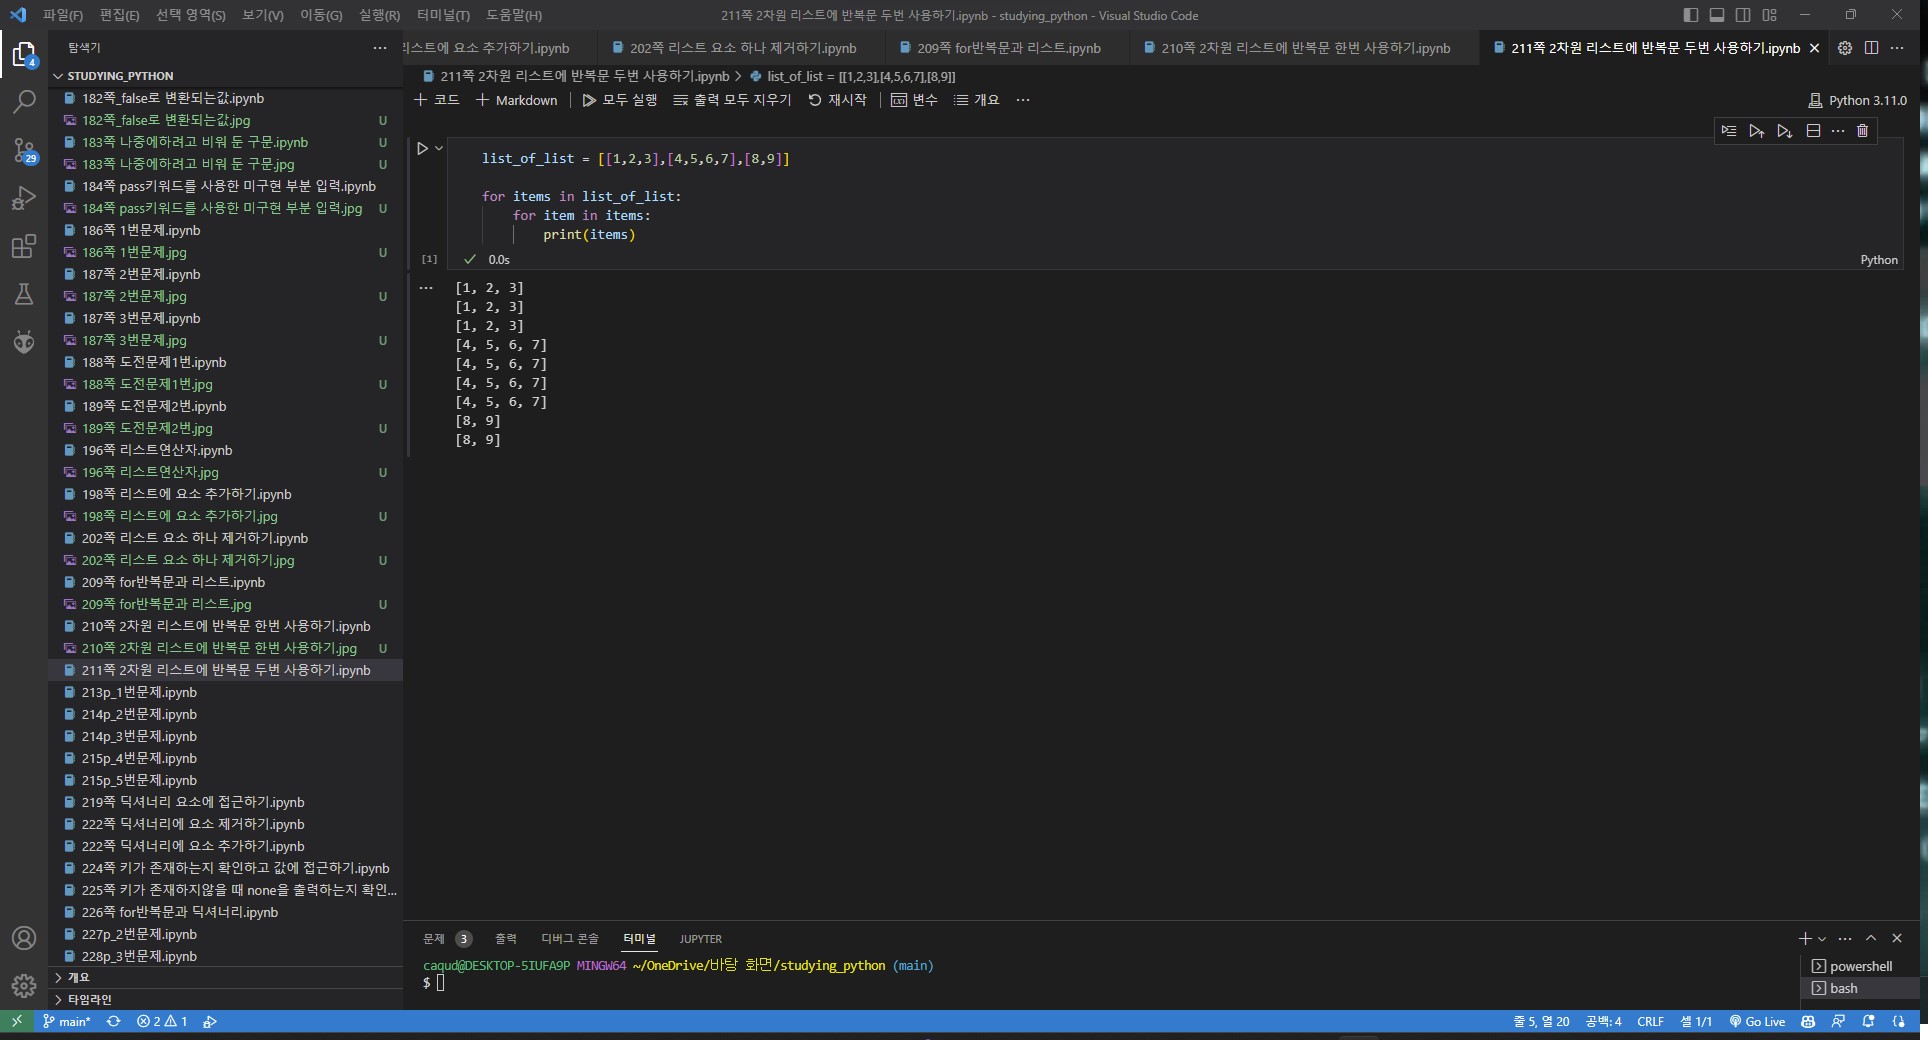 파일(F) 편집(E) 선택 영역(S) 보기(V) 이동(G) 실행(R) 터미널(T) 도움말(H)
211쪽 2차원 리스트에 반복문 두번 사용하기.ipynb - studying_python - Visual Studio Code
탐색기
STUDYING_PYTHON
182쪽_false로 변환되는값.ipynb
182쪽_false로 변환되는값.jpg U
183쪽 나중에하려고 비워 둔 구문.ipynb U
183쪽 나중에하려고 비워 둔 구문.jpg U
184쪽 pass키워드를 사용한 미구현 부분 입력.ipynb
184쪽 pass키워드를 사용한 미구현 부분 입력.jpg U
186쪽 1번문제.ipynb
186쪽 1번문제.jpg U
187쪽 2번문제.ipynb
187쪽 2번문제.jpg U
187쪽 3번문제.ipynb
187쪽 3번문제.jpg U
188쪽 도전문제1번.ipynb
188쪽 도전문제1번.jpg U
189쪽 도전문제2번.ipynb
189쪽 도전문제2번.jpg U
196쪽 리스트연산자.ipynb
196쪽 리스트연산자.jpg U
198쪽 리스트에 요소 추가하기.ipynb
198쪽 리스트에 요소 추가하기.jpg U
202쪽 리스트 요소 하나 제거하기.ipynb
202쪽 리스트 요소 하나 제거하기.jpg U
209쪽 for반복문과 리스트.ipynb
209쪽 for반복문과 리스트.jpg U
210쪽 2차원 리스트에 반복문 한번 사용하기.ipynb
210쪽 2차원 리스트에 반복문 한번 사용하기.jpg U
211쪽 2차원 리스트에 반복문 두번 사용하기.ipynb
213p_1번문제.ipynb
214p_2번문제.ipynb
214p_3번문제.ipynb
215p_4번문제.ipynb
215p_5번문제.ipynb
219쪽 딕셔너리 요소에 접근하기.ipynb
222쪽 딕셔너리에 요소 제거하기.ipynb
222쪽 딕셔너리에 요소 추가하기.ipynb
224쪽 키가 존재하는지 확인하고 값에 접근하기.ipynb
225쪽 키가 존재하지않을 때 none을 출력하는지 확인...
226쪽 for반복문과 딕셔너리.ipynb
227p_2번문제.ipynb
228p_3번문제.ipynb
개요
타임라인
4
29
리스트에 요소 추가하기.ipynb 202쪽 리스트 요소 하나 제거하기.ipynb 209쪽 for반복문과 리스트.ipynb 210쪽 2차원 리스트에 반복문 한번 사용하기.ipynb 211쪽 2차원 리스트에 반복문 두번 사용하기.ipynb
211쪽 2차원 리스트에 반복문 두번 사용하기.ipynb > list_of_list = [[1,2,3],[4,5,6,7],[8,9]]
+ 코드 + Markdown 모두 실행 출력 모두 지우기 재시작 변수 개요 ... Python 3.11.0
list_of_list = [[1,2,3],[4,5,6,7],[8,9]]
for items in list_of_list:
for item in items:
print(items)
[1] 0.0s Python
[1, 2, 3]
[1, 2, 3]
[1, 2, 3]
[4, 5, 6, 7]
[4, 5, 6, 7]
[4, 5, 6, 7]
[4, 5, 6, 7]
[8, 9]
[8, 9]
문제 3 출력 디버그 콘솔 터미널 JUPYTER
caqud@DESKTOP-5IUFA9P MINGW64 ~/OneDrive/바탕 화면/studying_python (main)
$
powershell
bash
main* 2 1 줄 5, 열 20 공백: 4 CRLF 셀 1/1 Go Live